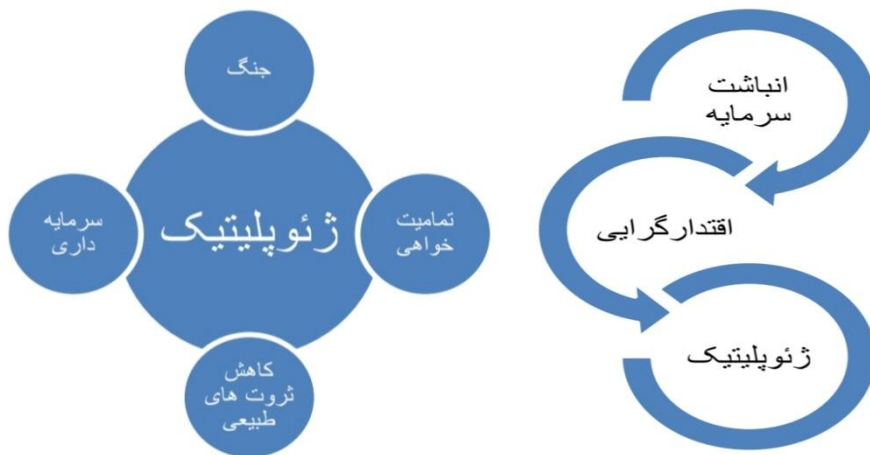 جنگ
ژئوپلیتیک
سرمایه
داری
تمامیت
خواهی
کاهش
ثروت های
طبیعی
انباشت
سرمایه
اقتدارگرایی
ژئوپلیتیک